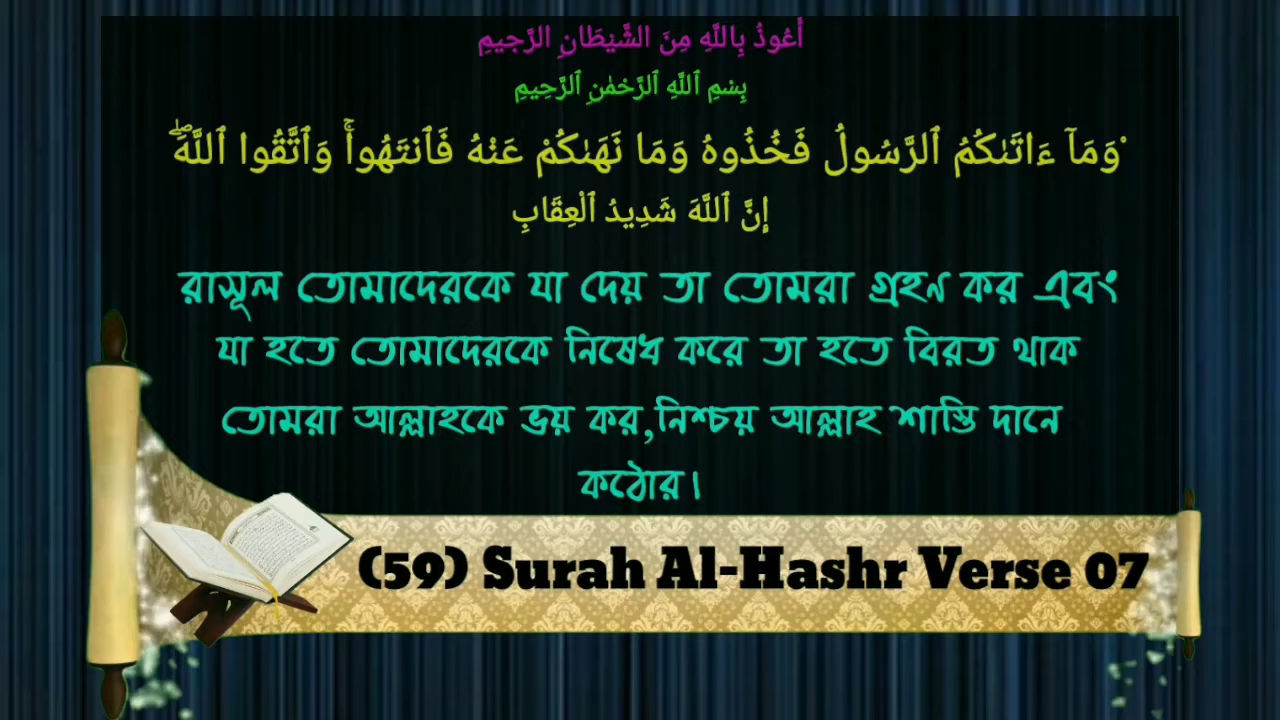 أَعُوذُ بِاللَّهِ مِنَ الشَّيْطَانِ الرَّجِيمِ
بِسْمِ ٱللَّهِ ٱلرَّحْمَٰنِ ٱلرَّحِيمِ
وَمَآ ءَاتَىٰكُمُ ٱلرَّسُولُ فَخُذُوهُ وَمَا نَهَىٰكُمْ عَنْهُ فَٱنتَهُوا۟ۚ وَٱتَّقُوا ٱللَّهَۖ
إِنَّ ٱللَّهَ شَدِيدُ ٱلْعِقَابِ
রাসূল তোমাদেরকে যা দেয় তা তোমরা গ্রহণ কর এবং
যা হতে তোমাদেরকে নিষেধ করে তা হতে বিরত থাক
তোমরা আল্লাহকে ভয় কর,নিশ্চয় আল্লাহ শাস্তি দানে
কঠোর।
(59) Surah Al-Hashr Verse 07